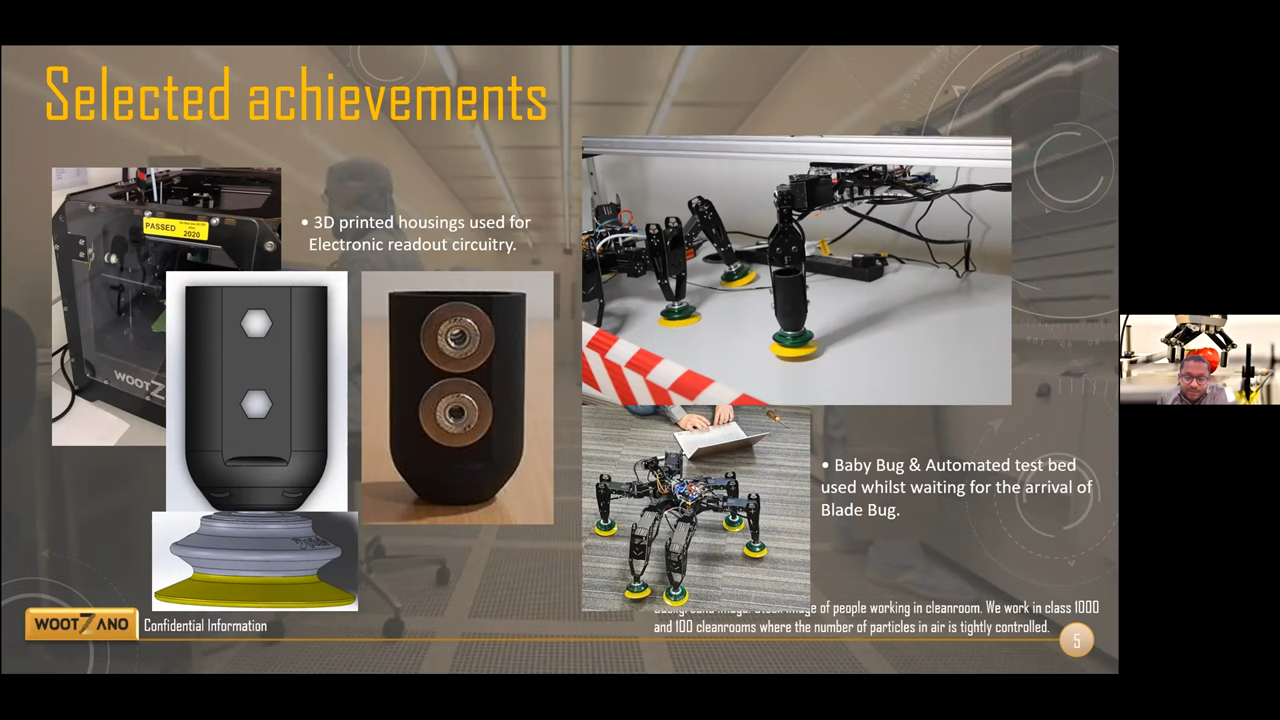 Selected achievements
PASSED
2020
• 3D printed housings used for
Electronic readout circuitry.
WOOTZ
• Baby Bug & Automated test bed
used whilst waiting for the arrival of
Blade Bug.
of people working in cleanroom. We work in class 1000
and 100 cleanrooms where the number of particles in air is tightly controlled.
WOOTZANO
Confidential Information
5